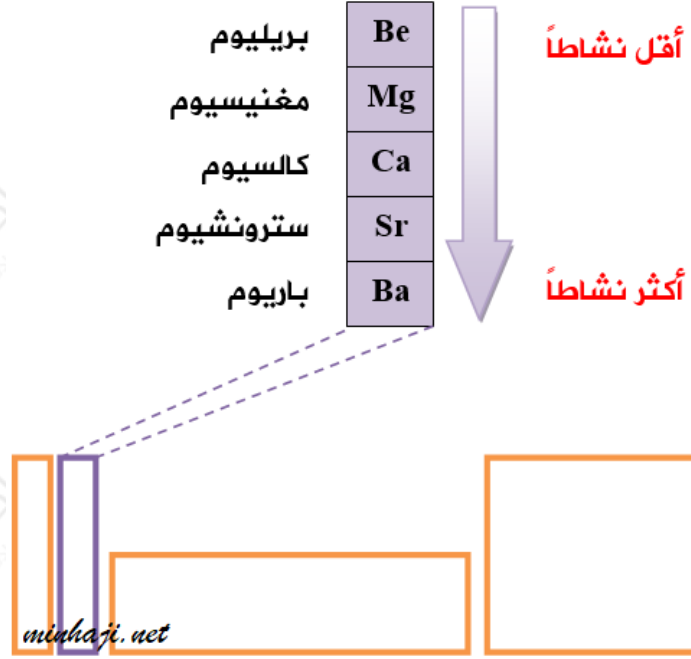 أقل نشاطاً
Be بريليوم
Mg مغنيسيوم
Ca كالسيوم
Sr سترونشيوم
Ba باريوم
أكثر نشاطاً
minhaji.net